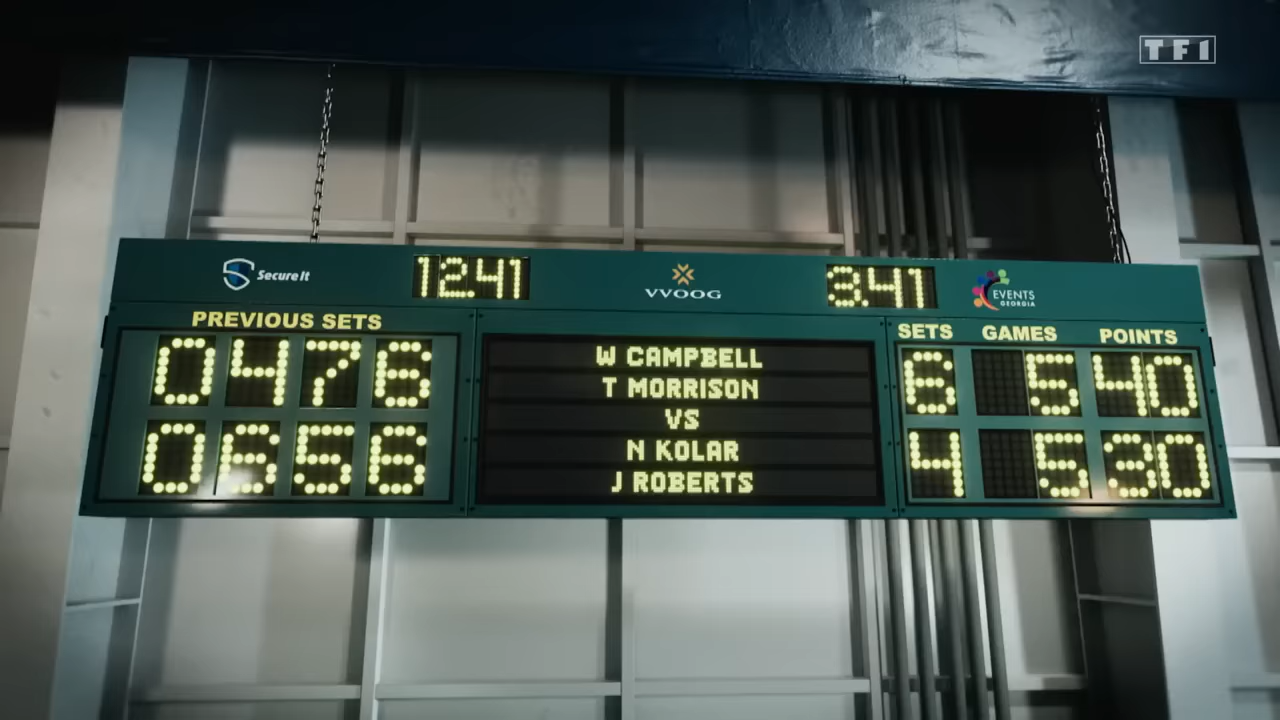 TF1
Secure It
12.41
VVOOG
3.41
EVENTS
GEORGIA
PREVIOUS SETS
SETS GAMES POINTS
0 4 7 6
W CAMPBELL
T MORRISON
VS
N KOLAR
J ROBERTS
6 5 40
0 6 5 6
4 5 30